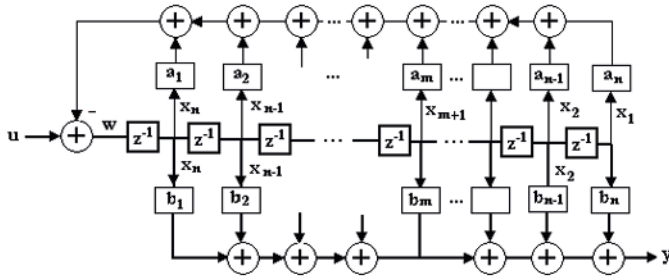 + + + ... + ... + + ... + +
a₁ a₂ ... aₘ ... aₙ₋₁ aₙ
xₙ xₙ₋₁ xₘ₊₁ x₂ x₁
−
u + w z⁻¹ z⁻¹ z⁻¹ ... z⁻¹ z⁻¹ z⁻¹
xₙ xₙ₋₁ x₂
b₁ b₂ bₘ ... bₙ₋₁ bₙ
+ + + + + + y